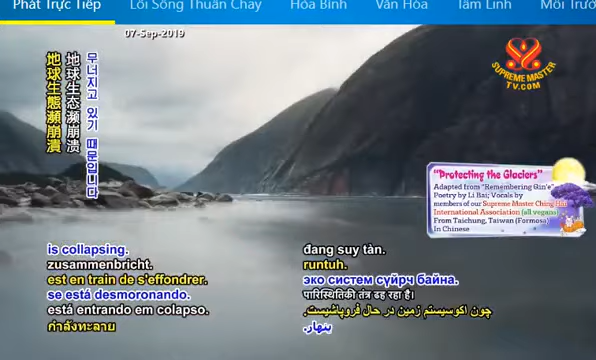 Phát Trực Tiếp
Lối Sống Thuần Chay
Hòa Bình
Văn Hóa
Tâm Linh
Môi Trư
07-Sep-2019
SUPREME MASTER
TV.COM
무너지고 있기 때문입니다
地球生态濒崩溃
地球生態瀕崩潰
"Protecting the Glaciers"
Adapted from "Remembering Qin'e"
Poetry by Li Bai; Vocals by
members of our Supreme Master Ching Hai
International Association (all vegans)
From Taichung, Taiwan (Formosa)
In Chinese
is collapsing.
zusammenbricht.
est en train de s'effondrer.
se está desmoronando.
está entrando em colapso.
กำลังทะลาย
đang suy tàn.
runtuh.
эко систем сүйрч байна.
पारिस्थितिकी तंत्र ढह रहा है।
چون اکوسیستم زمین در حال فروپاشیست.
ينهار.